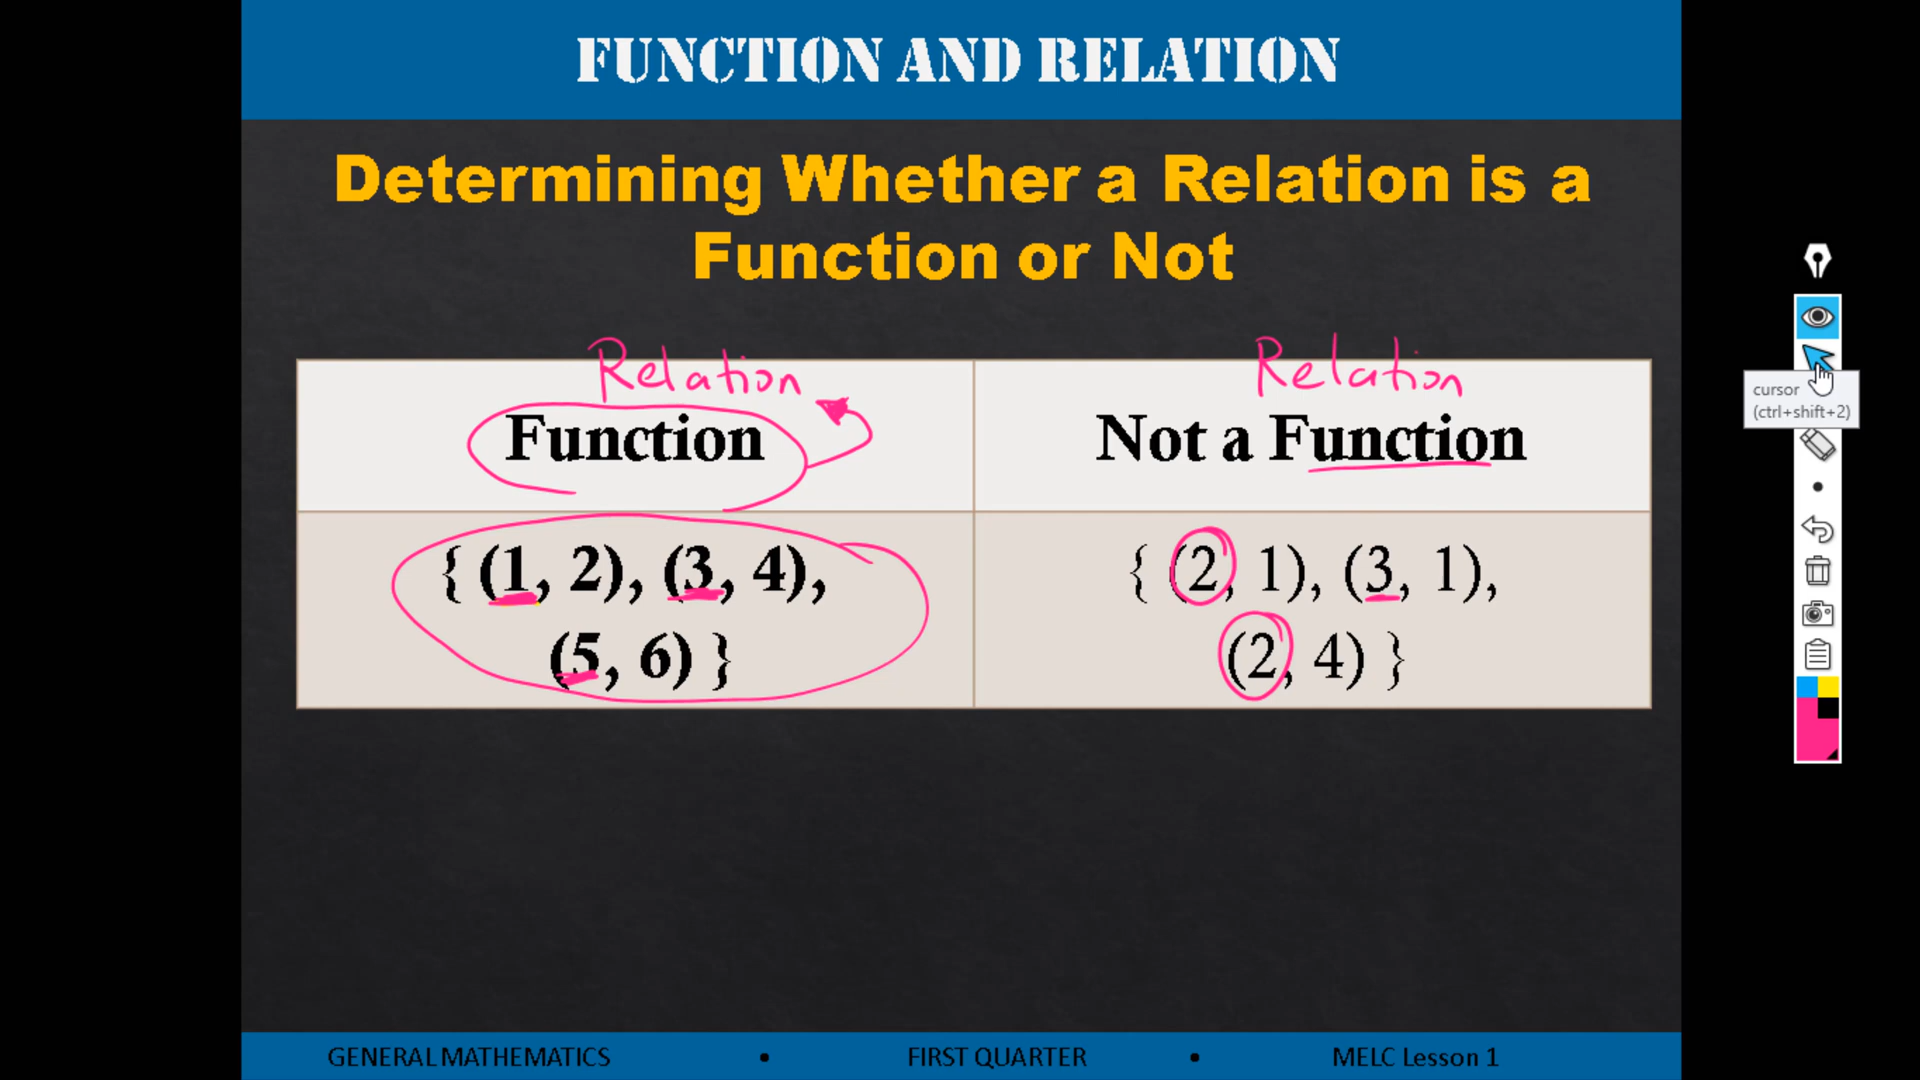 FUNCTION AND RELATION
Determining Whether a Relation is a
Function or Not
Relation
Relation
Function
Not a Function
{ (1, 2), (3, 4),
(5, 6) }
{ (2, 1), (3, 1),
(2, 4) }
cursor
(ctrl+shift+2)
GENERAL MATHEMATICS • FIRST QUARTER • MELC Lesson 1